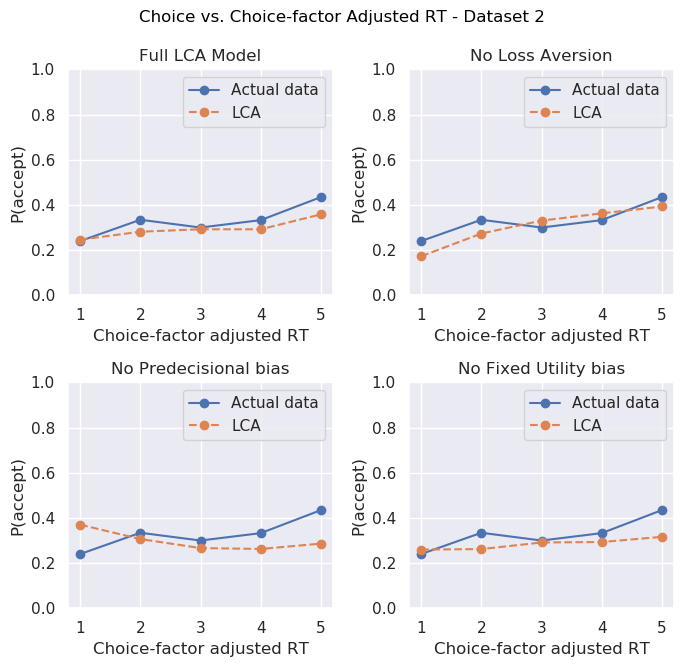 Choice vs. Choice-factor Adjusted RT - Dataset 2
Full LCA Model
P(accept)
1.0
0.8
0.6
0.4
0.2
0.0
Actual data
LCA
1 2 3 4 5
Choice-factor adjusted RT
No Loss Aversion
P(accept)
1.0
0.8
0.6
0.4
0.2
0.0
Actual data
LCA
1 2 3 4 5
Choice-factor adjusted RT
No Predecisional bias
P(accept)
1.0
0.8
0.6
0.4
0.2
0.0
Actual data
LCA
1 2 3 4 5
Choice-factor adjusted RT
No Fixed Utility bias
P(accept)
1.0
0.8
0.6
0.4
0.2
0.0
Actual data
LCA
1 2 3 4 5
Choice-factor adjusted RT